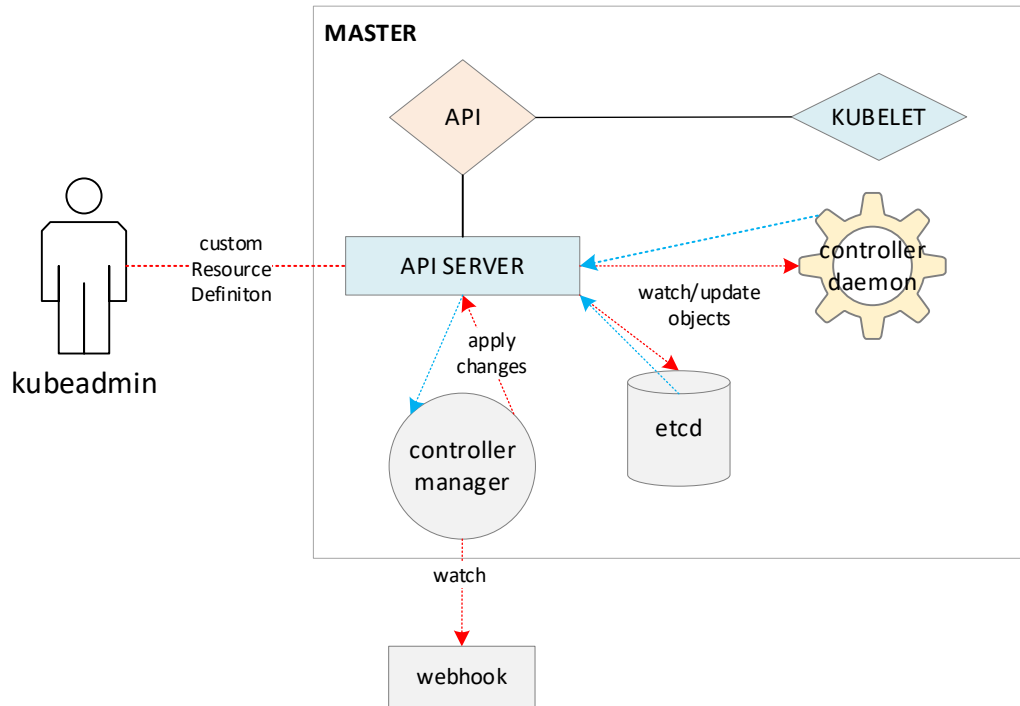 MASTER
API
KUBELET
custom
Resource
Definiton
API SERVER
controller
daemon
watch/update
objects
apply
changes
kubeadmin
etcd
controller
manager
watch
webhook